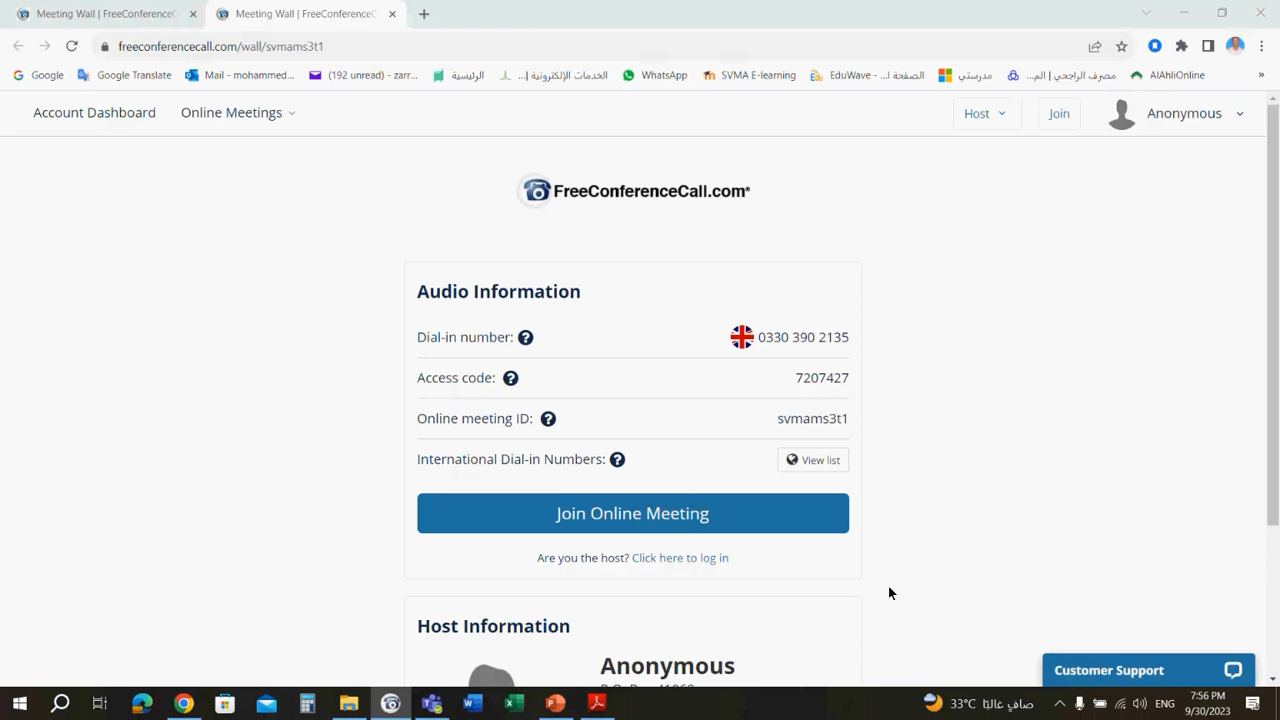 Meeting Wall | FreeConferenceC
Meeting Wall | FreeConferenceC
freeconferencecall.com/wall/svmams3t1
Google Google Translate Mail - mohammed... (192 unread) - zarr... الرئيسية الخدمات الإلكترونية |... WhatsApp SVMA E-learning EduWave - الصفحة ا... مدرستي مصرف الراجحي | الم... AlAhliOnline »
Account Dashboard Online Meetings Host Join Anonymous
FreeConferenceCall.com®
Audio Information
Dial-in number: ? 0330 390 2135
Access code: ? 7207427
Online meeting ID: ? svmams3t1
International Dial-in Numbers: ? View list
Join Online Meeting
Are you the host? Click here to log in
Host Information
Anonymous
Customer Support
33°C صافٍ غالبًا ENG 7:56 PM
9/30/2023